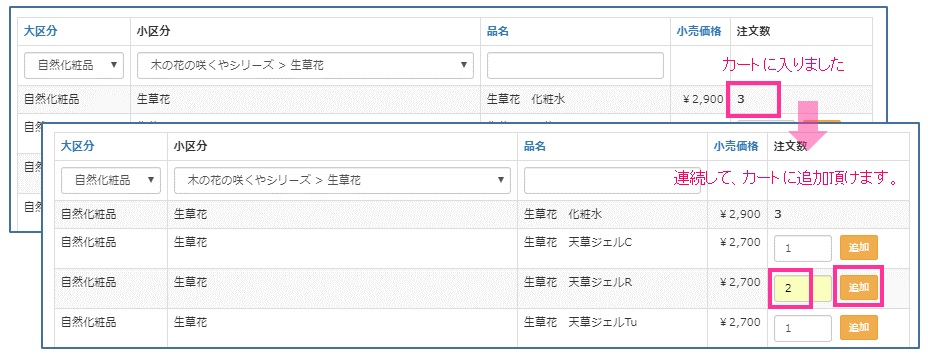 大区分 小区分 品名 小売価格 注文数
自然化粧品 木の花の咲くやシリーズ > 生草花
カートに入りました
自然化粧品 生草花 生草花　化粧水 ¥2,900 3
自然
自然
自然
大区分 小区分 品名 小売価格 注文数
自然化粧品 木の花の咲くやシリーズ > 生草花
連続して、カートに追加頂けます。
自然化粧品 生草花 生草花　化粧水 ¥2,900 3
自然化粧品 生草花 生草花　天草ジェルC ¥2,700 1 追加
自然化粧品 生草花 生草花　天草ジェルR ¥2,700 2 追加
自然化粧品 生草花 生草花　天草ジェルTu ¥2,700 1 追加